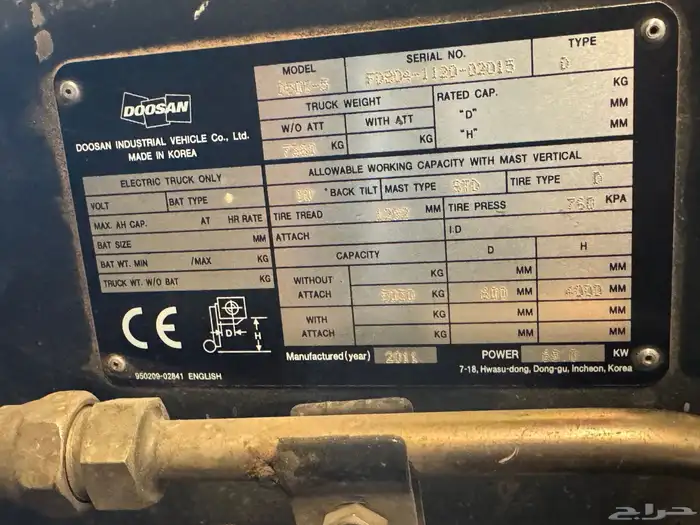 DOOSAN
DOOSAN INDUSTRIAL VEHICLE Co., Ltd.
MADE IN KOREA
ELECTRIC TRUCK ONLY
VOLT BAT TYPE
MAX. AH CAP. AT HR RATE
BAT SIZE MM
BAT WT. MIN /MAX KG
TRUCK WT. W/O BAT KG
CE
D
H
950209-02841 ENGLISH
MODEL SERIAL NO. TYPE
D
TRUCK WEIGHT
W/O ATT WITH ATT
KG KG
RATED CAP. KG
"D" MM
"H" MM
ALLOWABLE WORKING CAPACITY WITH MAST VERTICAL
° BACK TILT MAST TYPE STD TIRE TYPE D
TIRE TREAD MM TIRE PRESS KPA
ATTACH I.D
CAPACITY D H
WITHOUT ATTACH
KG MM MM
KG 600 MM 4000 MM
WITH ATTACH
KG MM MM
KG MM MM
Manufactured (year) 2011 POWER KW
7-18, Hwasu-dong, Dong-gu, Incheon, Korea
حراج